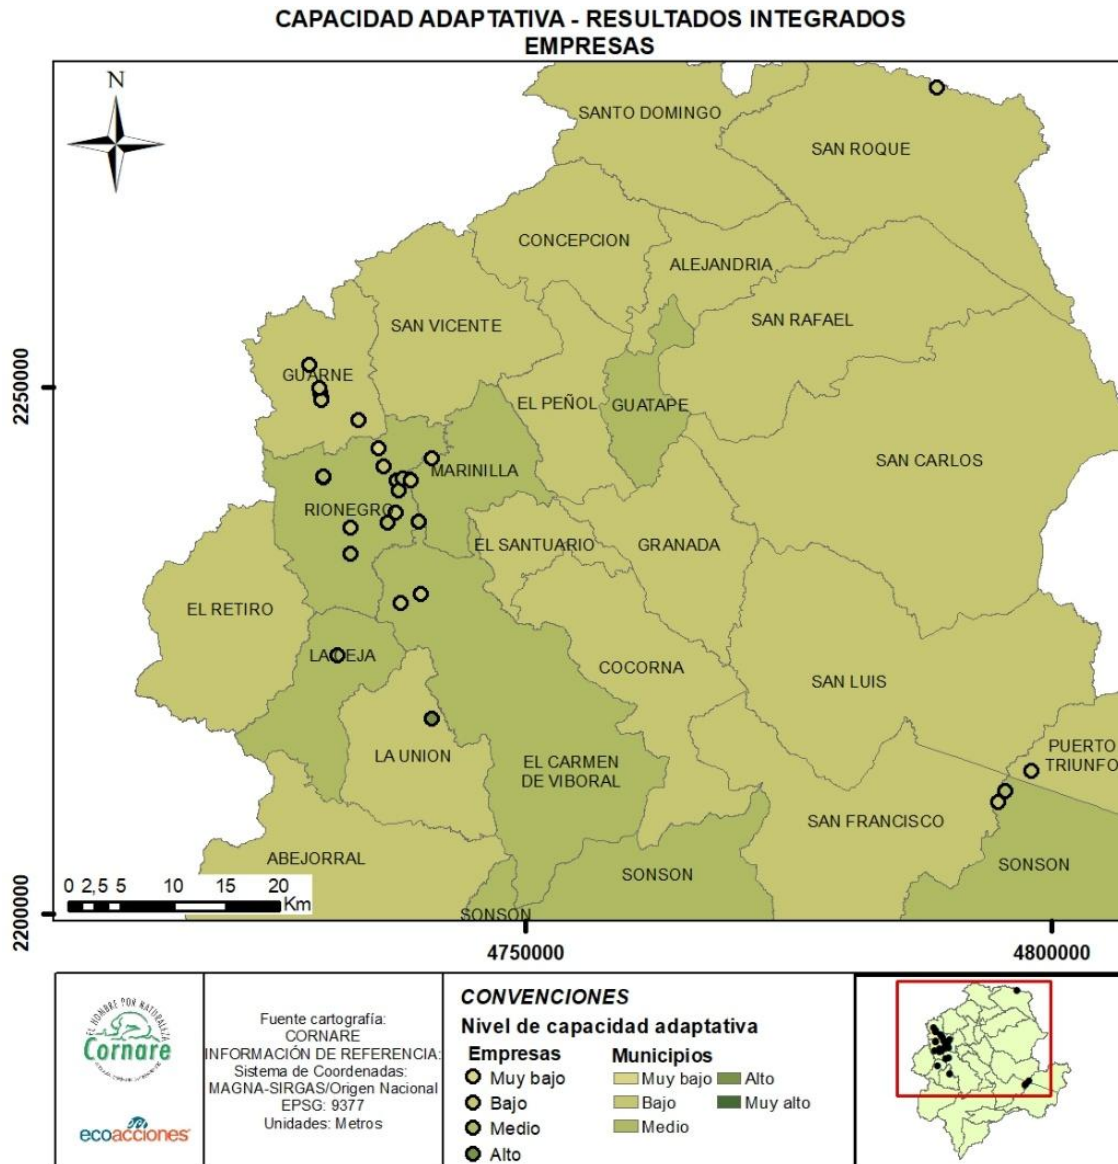 CAPACIDAD ADAPTATIVA - RESULTADOS INTEGRADOS
EMPRESAS
N
SANTO DOMINGO
SAN ROQUE
CONCEPCION
ALEJANDRIA
SAN VICENTE
SAN RAFAEL
GUARNE
EL PEÑOL
GUATAPE
MARINILLA
SAN CARLOS
RIONEGRO
EL SANTUARIO
GRANADA
EL RETIRO
LA CEJA
COCORNA
SAN LUIS
LA UNION
EL CARMEN
DE VIBORAL
PUERTO
TRIUNFO
SAN FRANCISCO
ABEJORRAL
SONSON
SONSON
SONSON
2250000
2200000
0 2,5 5 10 15 20
Km
4750000
4800000
EL HOMBRE POR NATURALEZA
Cornare
ecoacciones
Fuente cartografía:
CORNARE
INFORMACIÓN DE REFERENCIA:
Sistema de Coordenadas:
MAGNA-SIRGAS/Origen Nacional
EPSG: 9377
Unidades: Metros
CONVENCIONES
Nivel de capacidad adaptativa
Empresas
Muy bajo
Bajo
Medio
Alto
Municipios
Muy bajo
Bajo
Medio
Alto
Muy alto